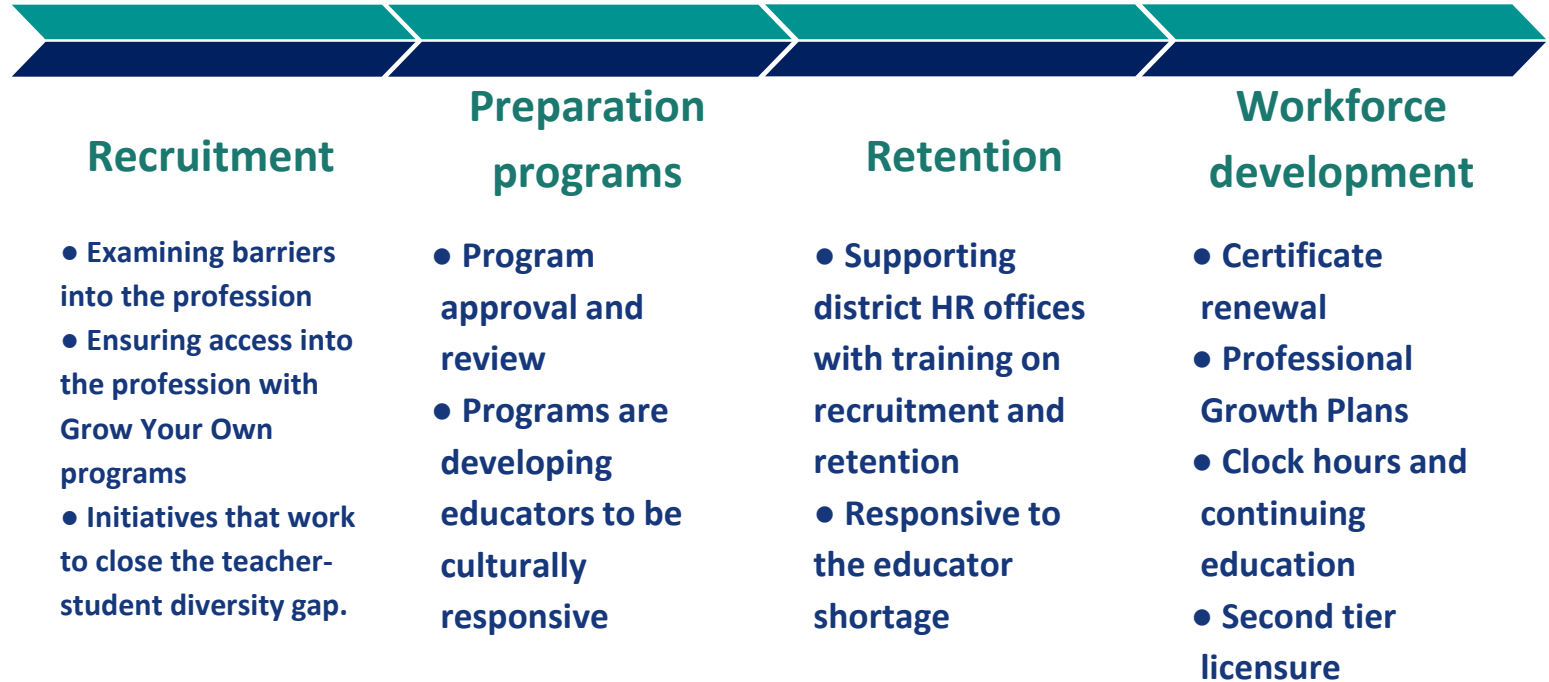 Recruitment
● Examining barriers
into the profession
● Ensuring access into
the profession with
Grow Your Own
programs
● Initiatives that work
to close the teacher-
student diversity gap.
Preparation
programs
● Program
approval and
review
● Programs are
developing
educators to be
culturally
responsive
Retention
● Supporting
district HR offices
with training on
recruitment and
retention
● Responsive to
the educator
shortage
Workforce
development
● Certificate
renewal
● Professional
Growth Plans
● Clock hours and
continuing
education
● Second tier
licensure